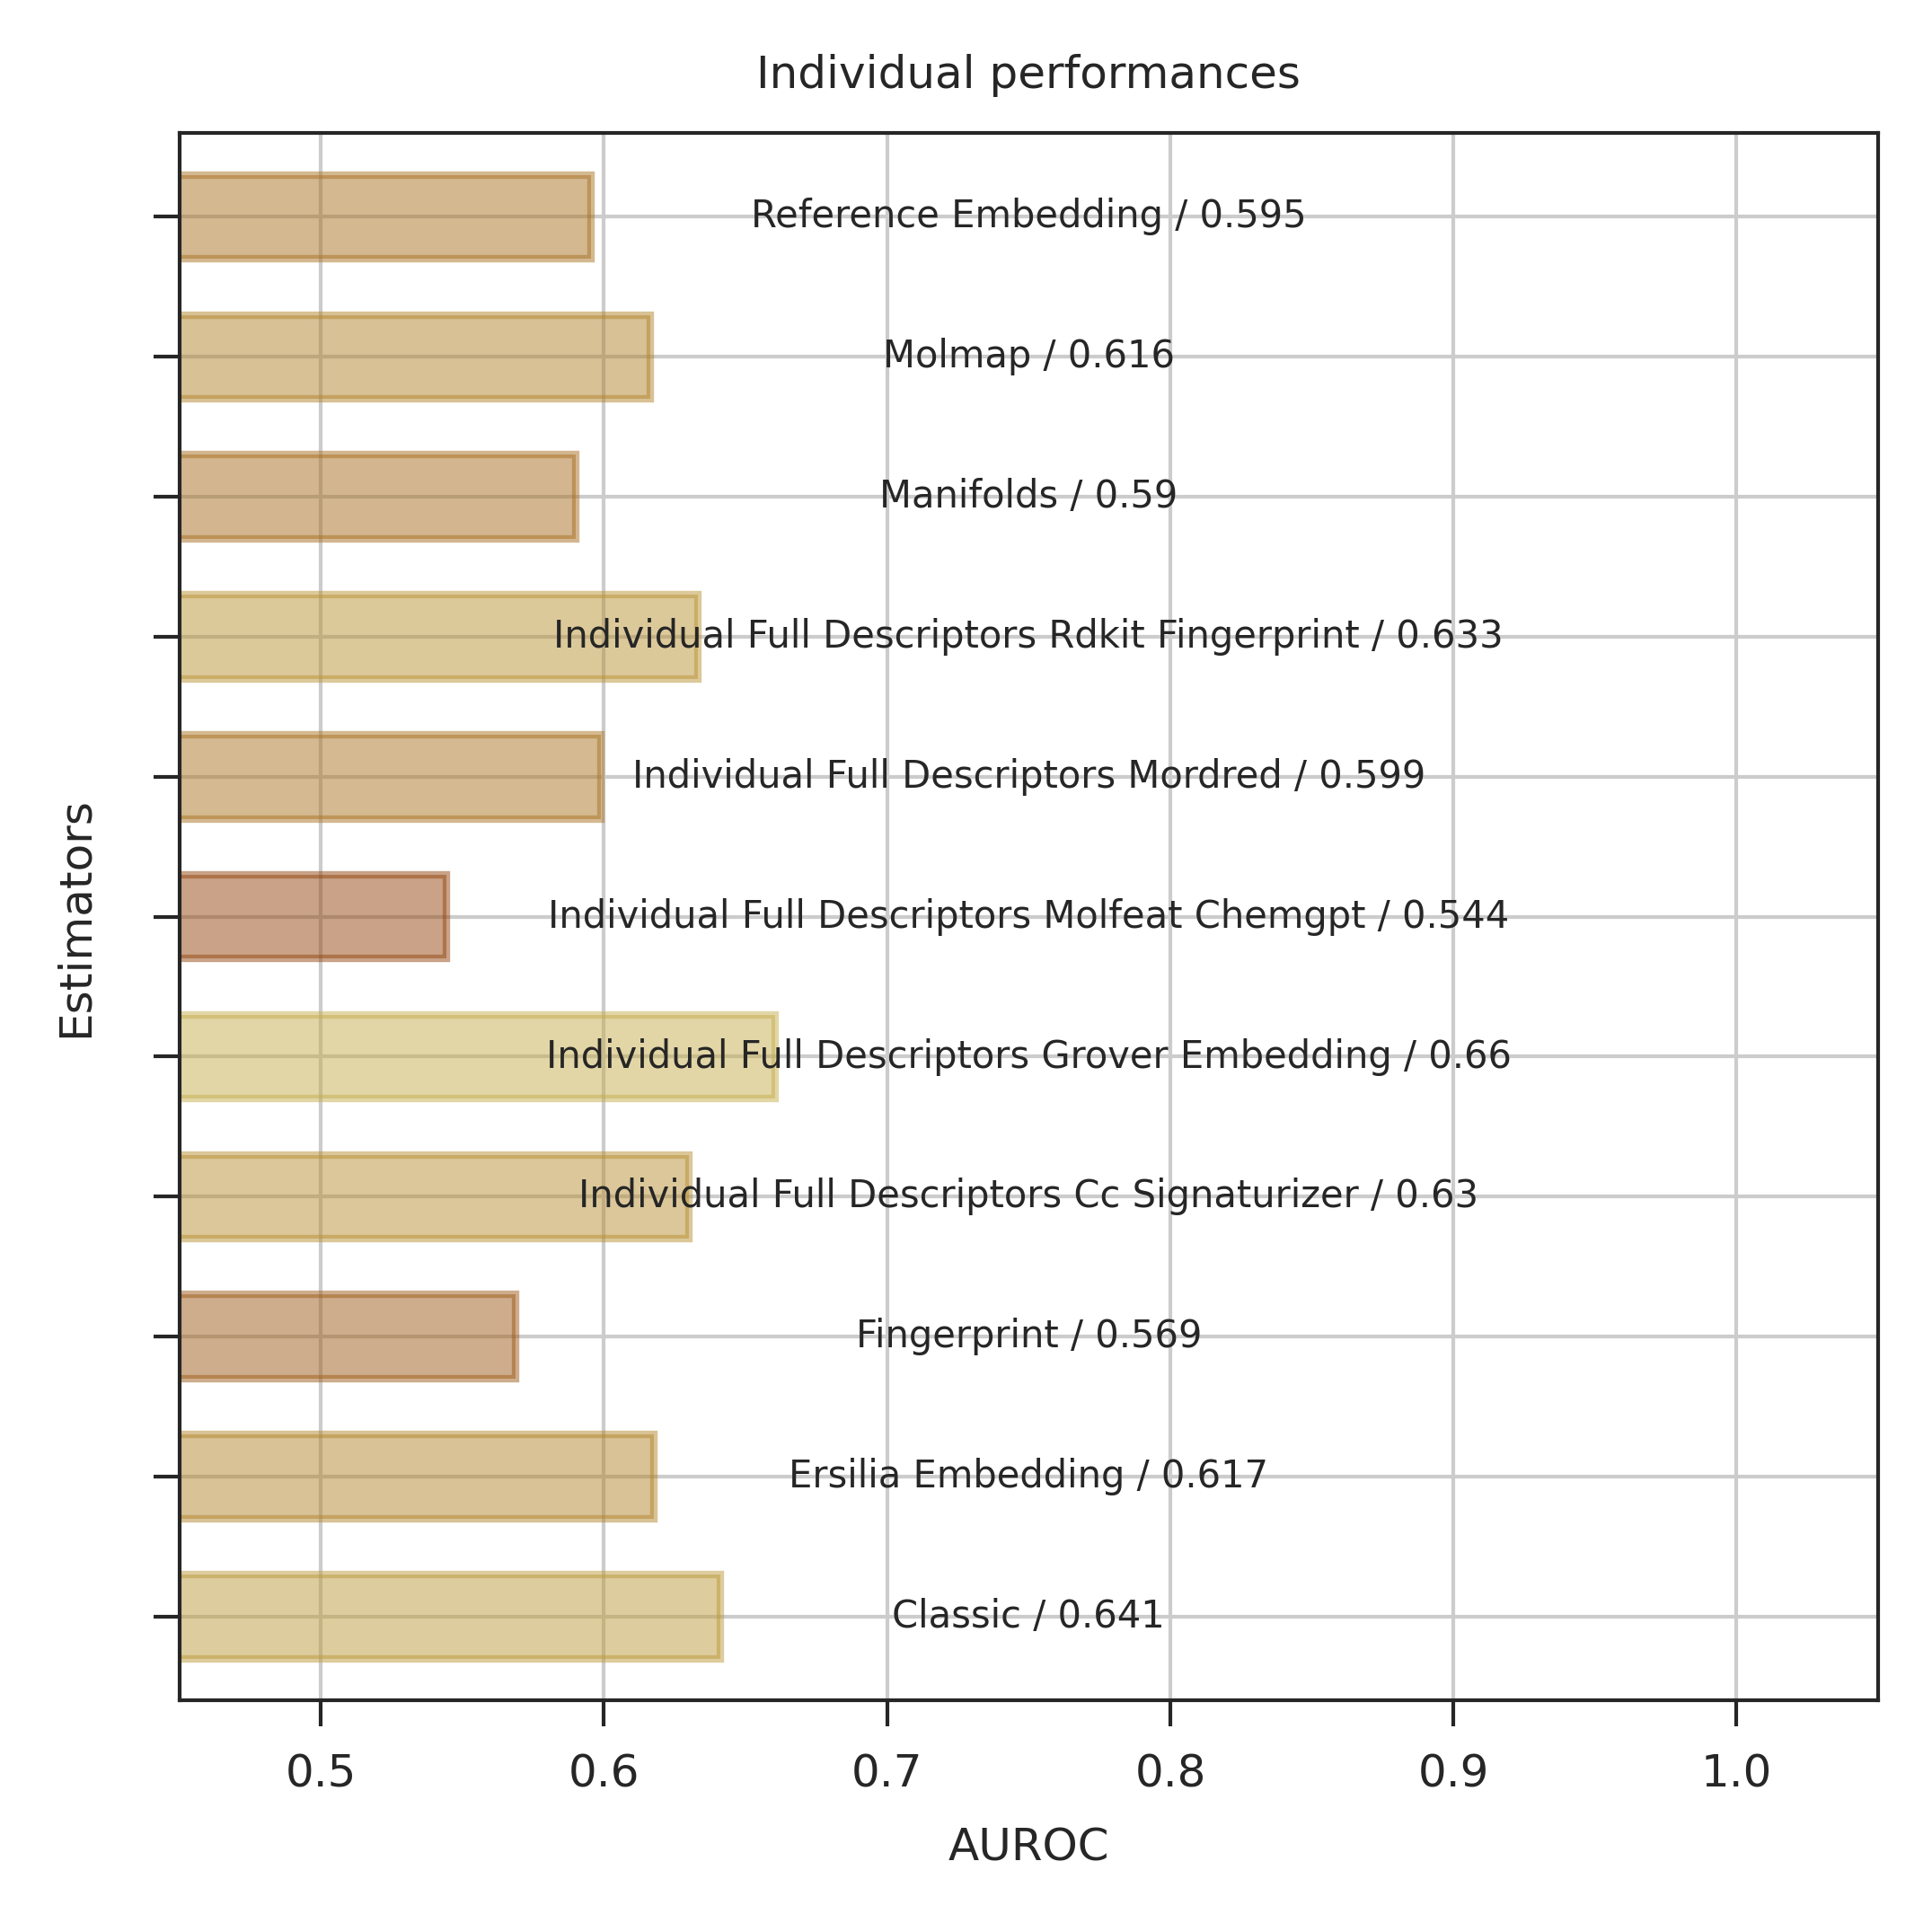 Individual performances
Reference Embedding / 0.595
Molmap / 0.616
Manifolds / 0.59
Individual Full Descriptors Rdkit Fingerprint / 0.633
Individual Full Descriptors Mordred / 0.599
Individual Full Descriptors Molfeat Chemgpt / 0.544
Individual Full Descriptors Grover Embedding / 0.66
Individual Full Descriptors Cc Signaturizer / 0.63
Fingerprint / 0.569
Ersilia Embedding / 0.617
Classic / 0.641
Estimators
0.5 0.6 0.7 0.8 0.9 1.0
AUROC